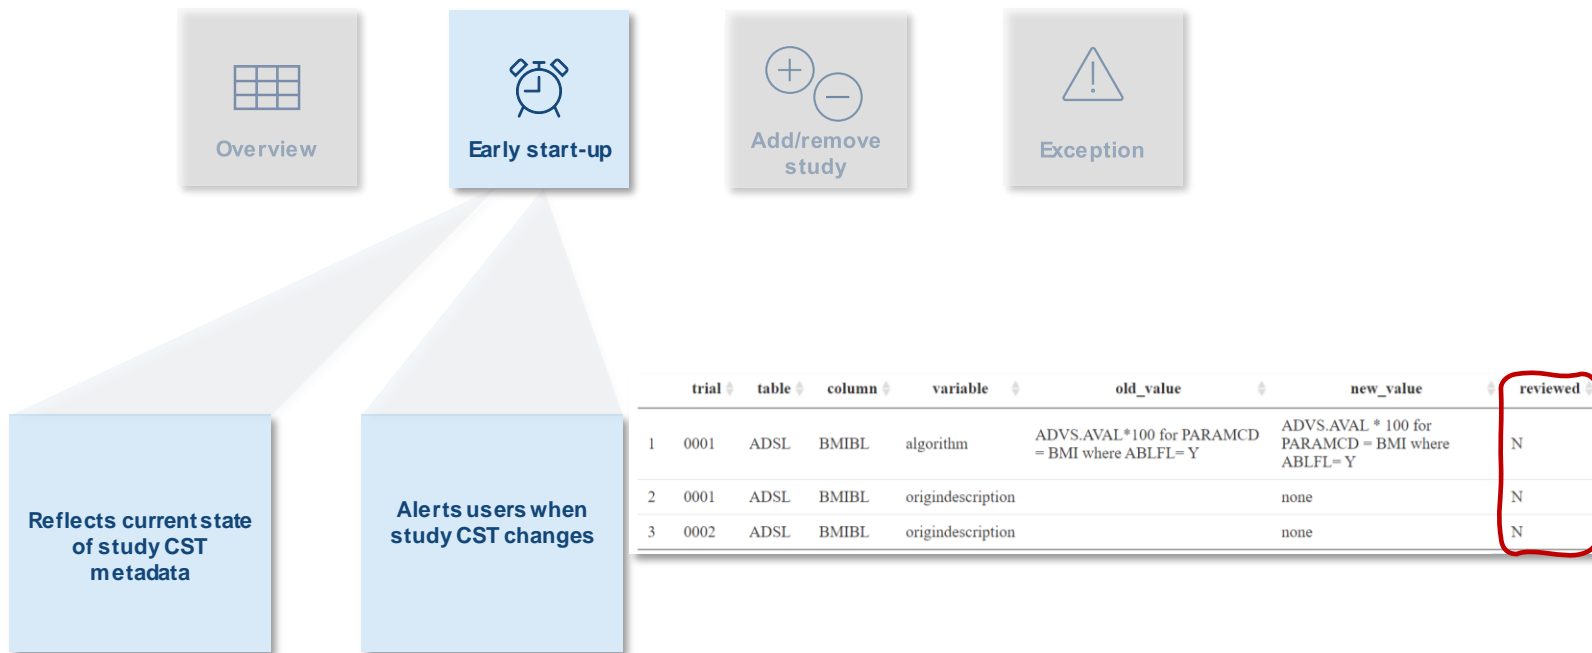 Overview
Early start-up
Add/remove
study
Exception
Reflects current state
of study CST
metadata
Alerts users when
study CST changes
trial table column variable old_value new_value reviewed
1 0001 ADSL BMIBL algorithm ADVS.AVAL*100 for PARAMCD
= BMI where ABLFL= Y
ADVS.AVAL * 100 for
PARAMCD = BMI where
ABLFL= Y
N
2 0001 ADSL BMIBL origindescription none N
3 0002 ADSL BMIBL origindescription none N